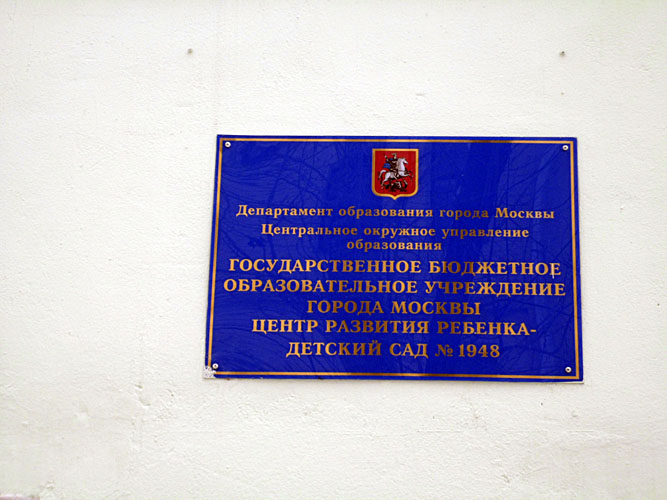 Департамент образования города Москвы
Центральное окружное управление
образования
ГОСУДАРСТВЕННОЕ БЮДЖЕТНОЕ
ОБРАЗОВАТЕЛЬНОЕ УЧРЕЖДЕНИЕ
ГОРОДА МОСКВЫ
ЦЕНТР РАЗВИТИЯ РЕБЕНКА-
ДЕТСКИЙ САД № 1948